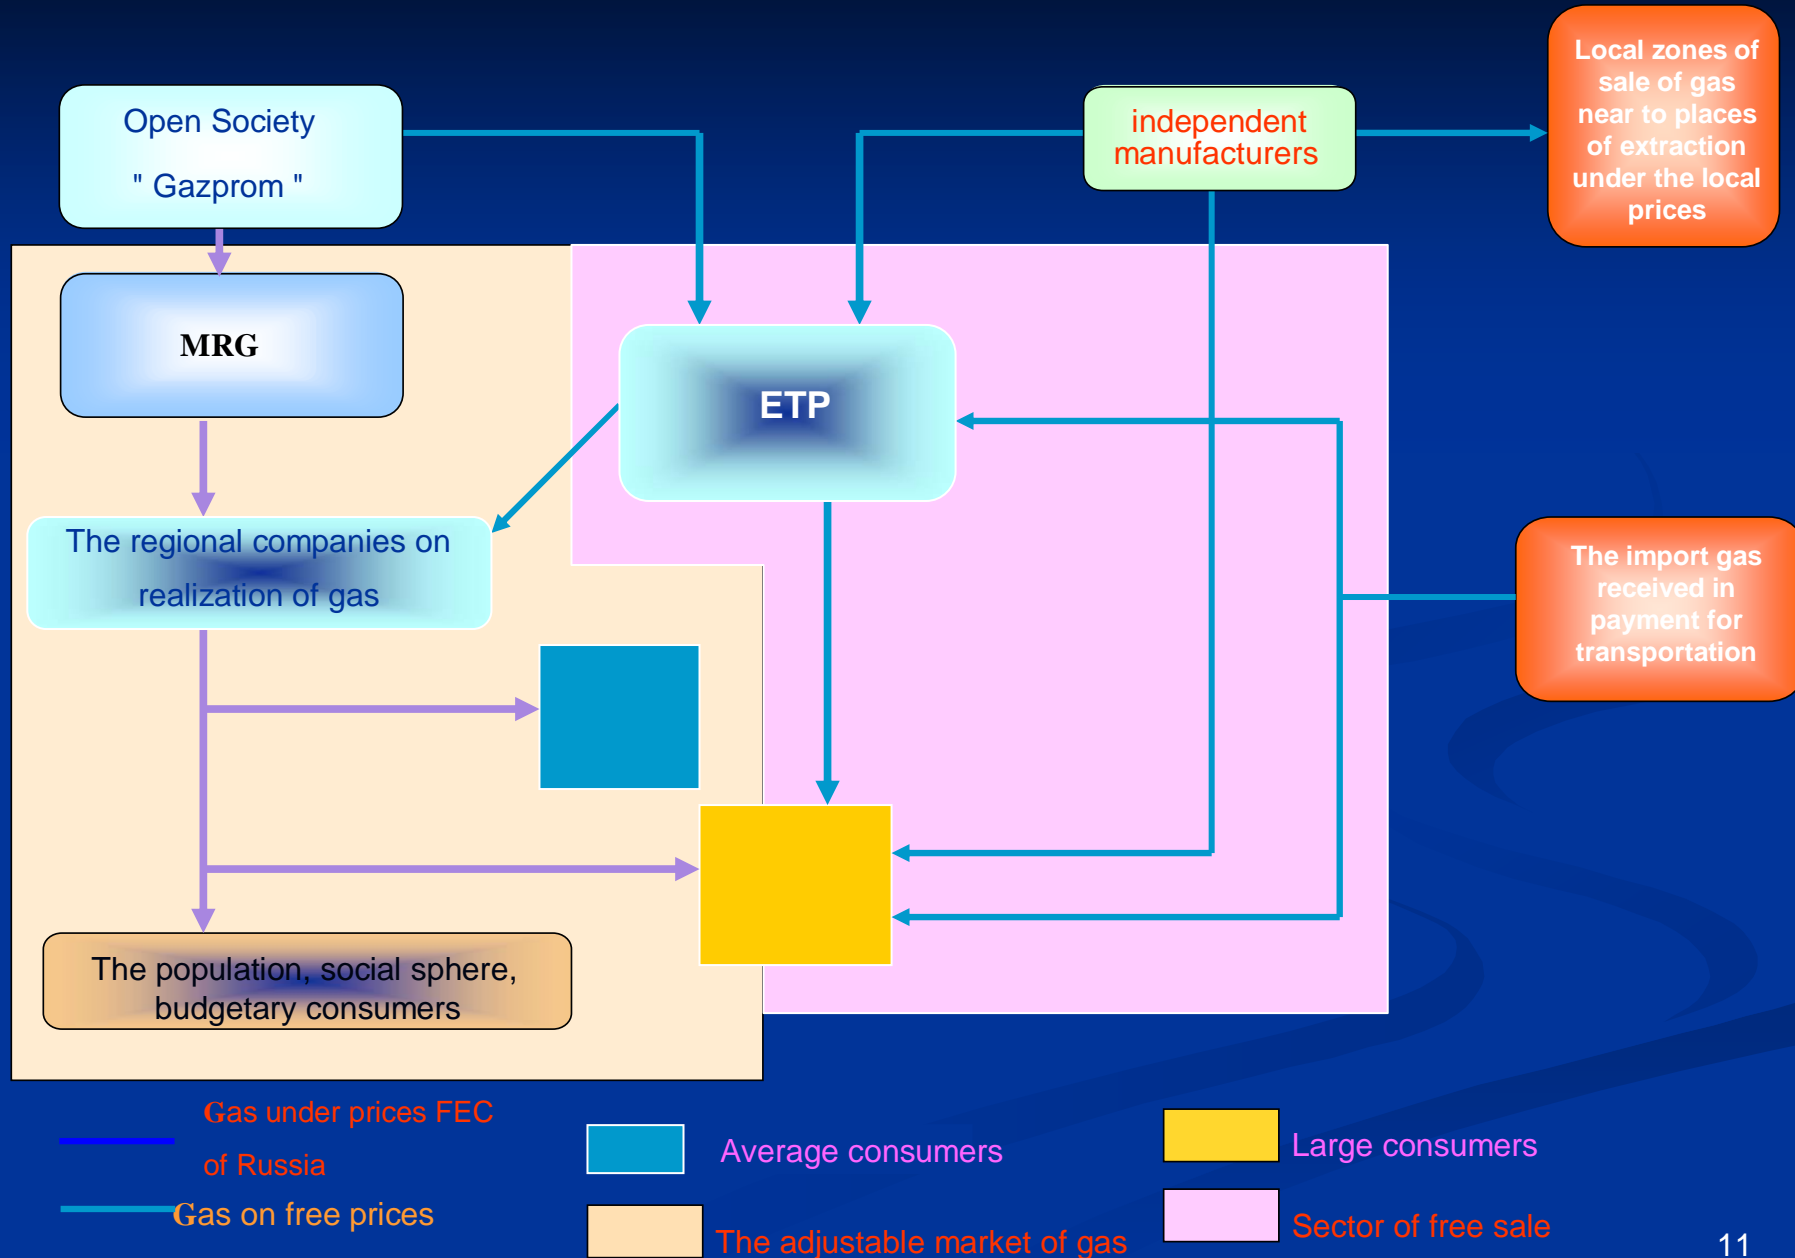 Open Society
" Gazprom "
independent
manufacturers
Local zones of
sale of gas
near to places
of extraction
under the local
prices
MRG
ETP
The regional companies on
realization of gas
The import gas
received in
payment for
transportation
The population, social sphere,
budgetary consumers
Gas under prices FEC
of Russia
Gas on free prices
Average consumers
The adjustable market of gas
Large consumers
Sector of free sale
11